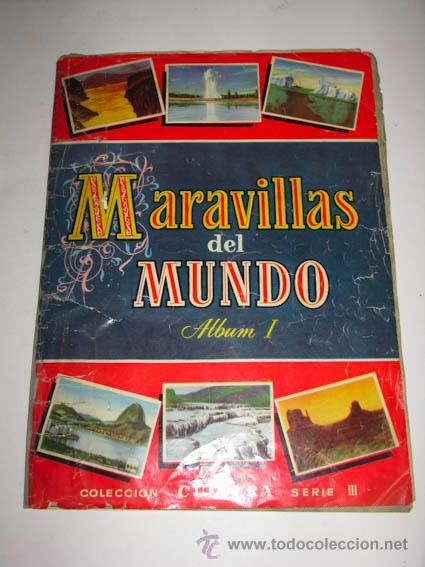 Maravillas
del
MUNDO
Album I
COLECCION SERIE III
www.todocoleccion.net